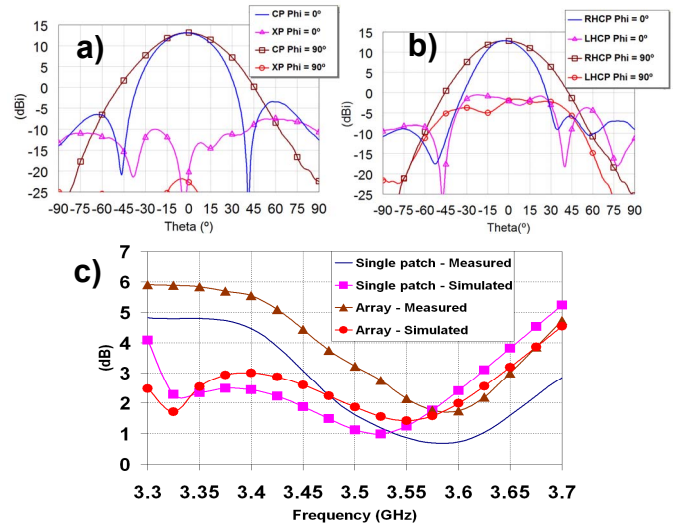 a)
CP Phi = 0º
XP Phi = 0º
CP Phi = 90º
XP Phi = 90º
15
10
5
0
-5
-10
-15
-20
-25
(dBi)
-90 -75 -60 -45 -30 -15 0 15 30 45 60 75 90
Theta (º)
b)
RHCP Phi = 0º
LHCP Phi = 0º
RHCP Phi = 90º
LHCP Phi = 90º
15
10
5
0
-5
-10
-15
-20
-25
(dBi)
-90 -75 -60 -45 -30 -15 0 15 30 45 60 75 90
Theta (º)
c)
Single patch - Measured
Single patch - Simulated
Array - Measured
Array - Simulated
7
6
5
4
3
2
1
0
(dB)
3.3 3.35 3.4 3.45 3.5 3.55 3.6 3.65 3.7
Frequency (GHz)